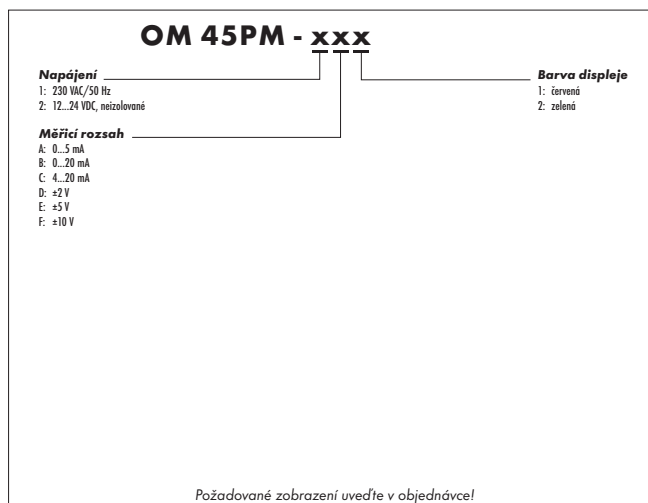 OM 45PM - xxx
Napájení
1: 230 VAC/50 Hz
2: 12...24 VDC, neizolované
Měřicí rozsah
A: 0...5 mA
B: 0...20 mA
C: 4...20 mA
D: ±2 V
E: ±5 V
F: ±10 V
Barva displeje
1: červená
2: zelená
Požadované zobrazení uveďte v objednávce!